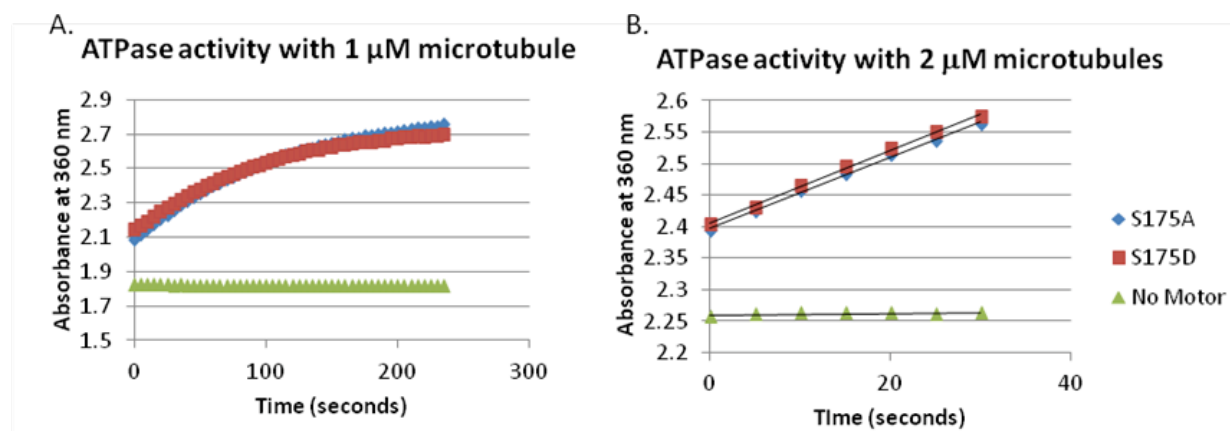 A.
ATPase activity with 1 µM microtubule
Absorbance at 360 nm
2.9
2.7
2.5
2.3
2.1
1.9
1.7
1.5
0
100
200
300
Time (seconds)
B.
ATPase activity with 2 µM microtubules
Absorbance at 360 nm
2.6
2.55
2.5
2.45
2.4
2.35
2.3
2.25
2.2
0
20
40
TIme (seconds)
S175A
S175D
No Motor